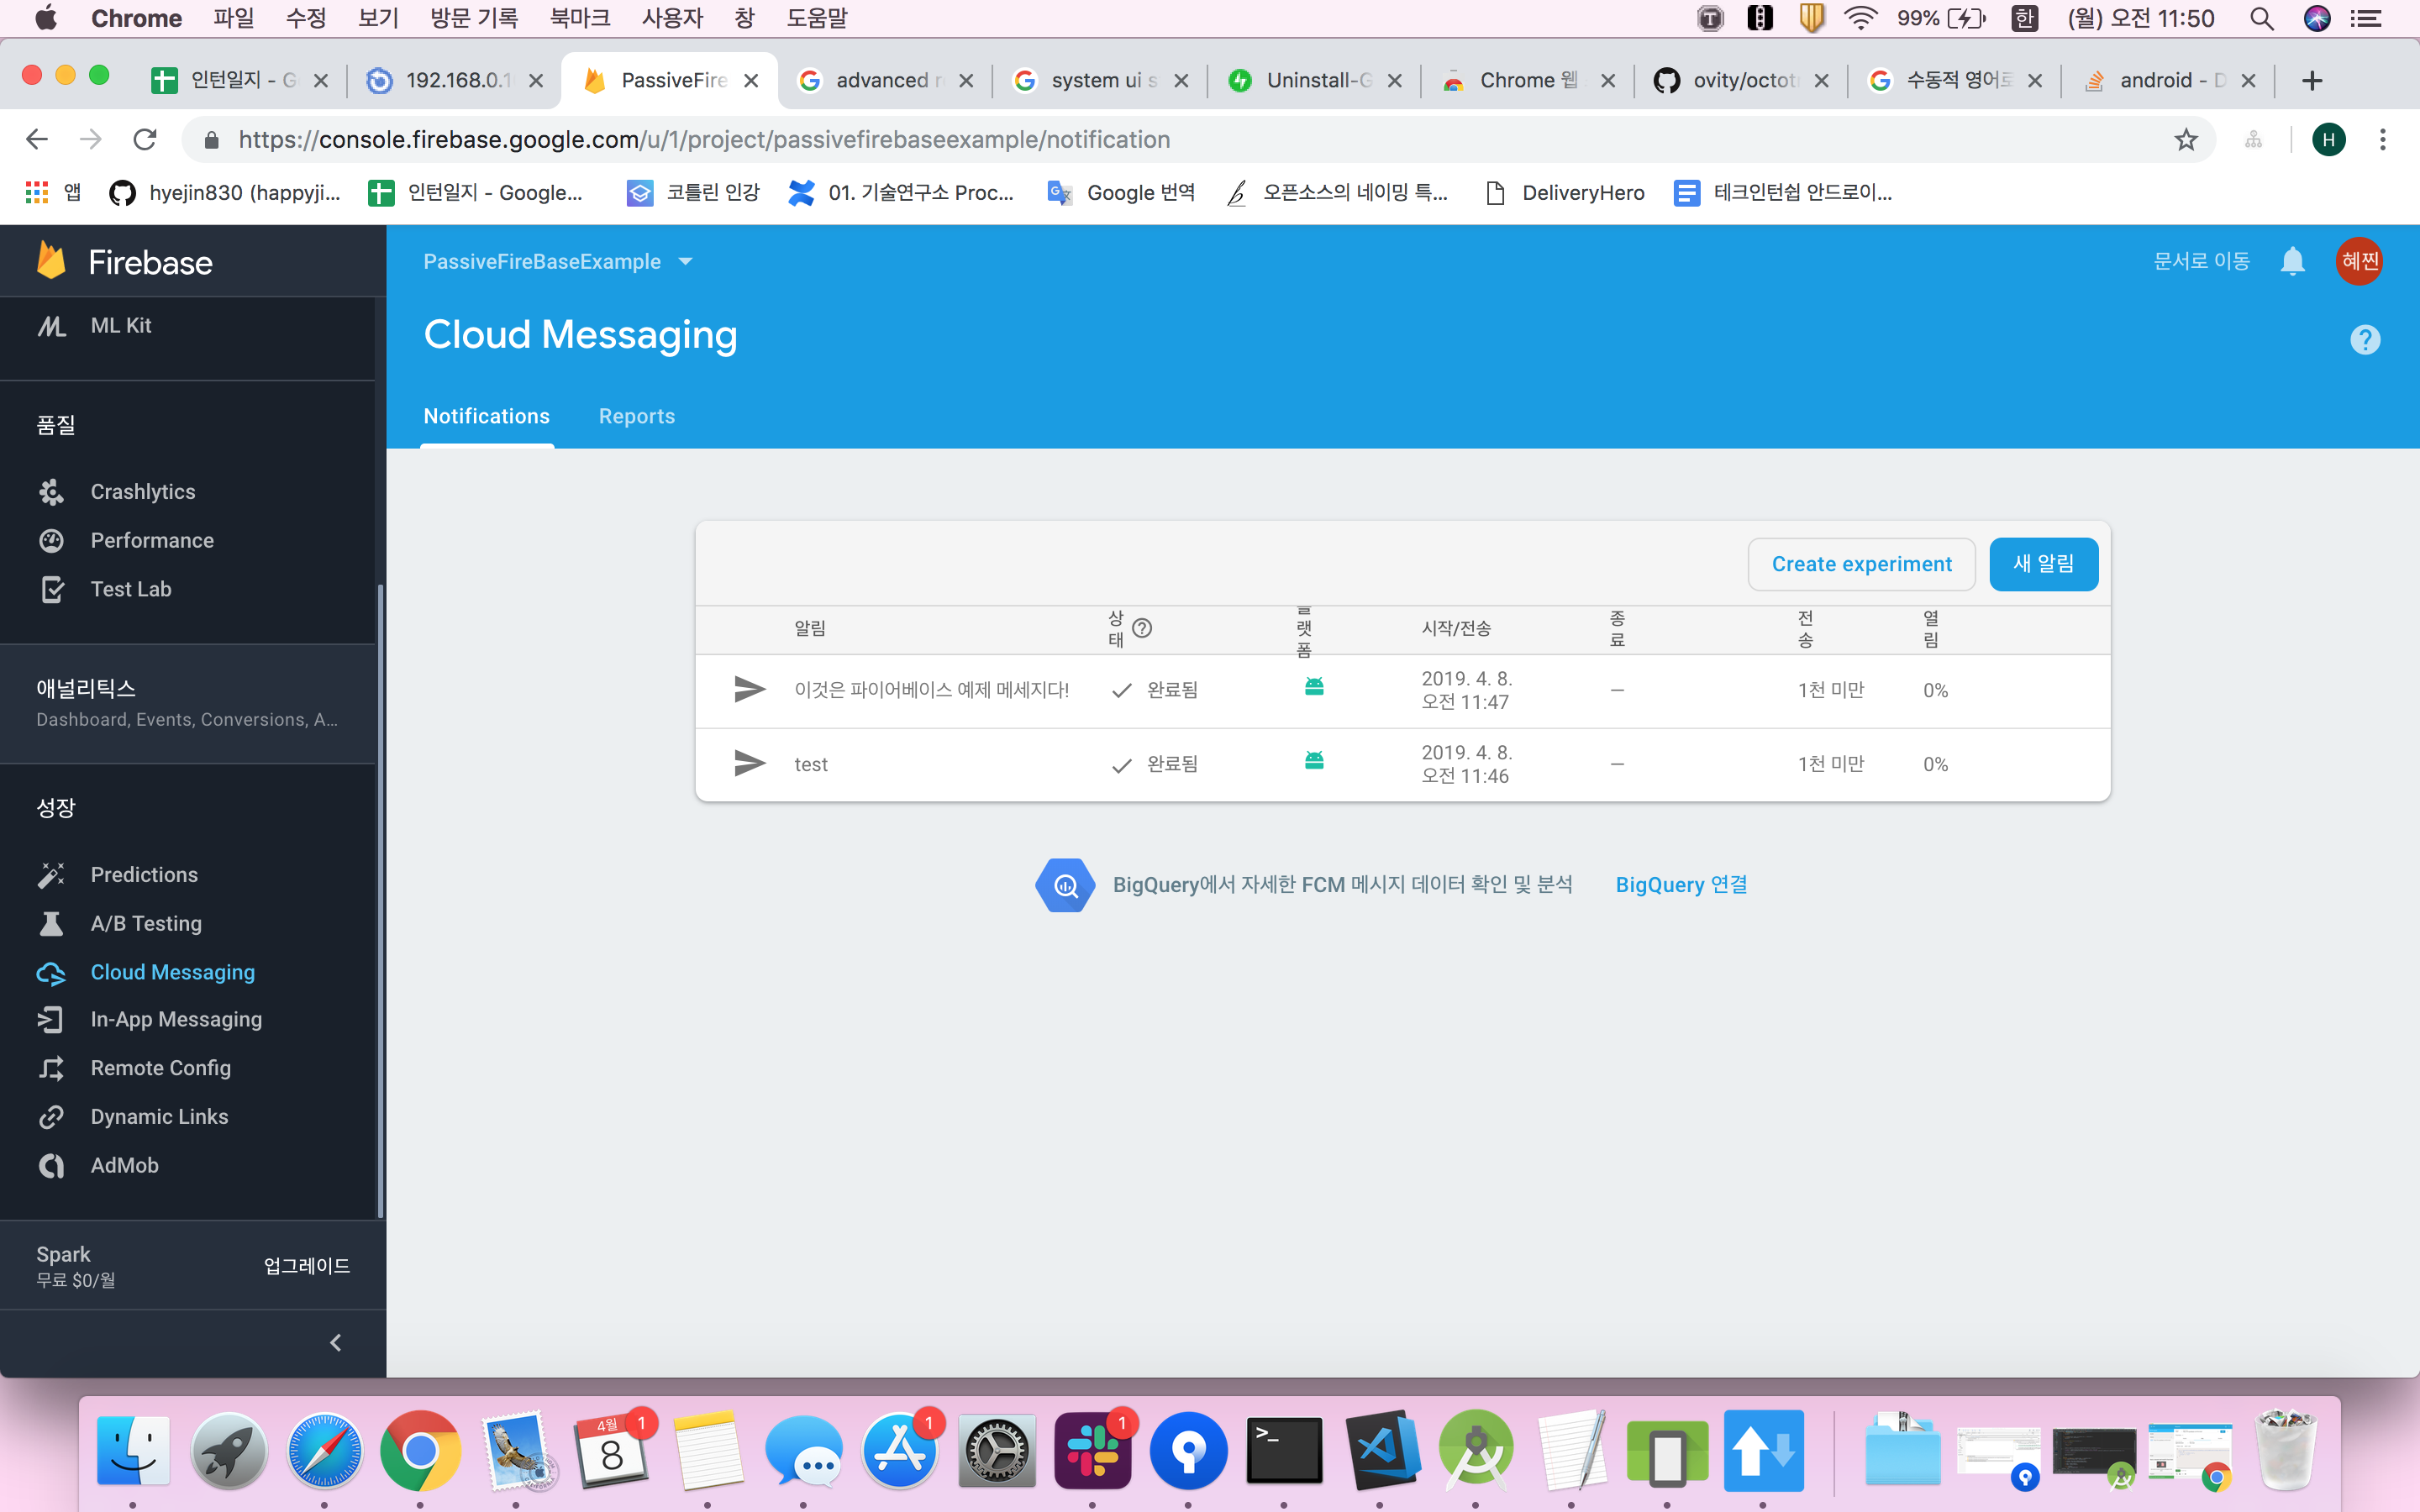 Chrome 파일 수정 보기 방문 기록 북마크 사용자 창 도움말 99% 한 (월) 오전 11:50
인턴일지 - G 192.168.0.1 PassiveFire advanced r system ui s Uninstall-G Chrome 웹 ovity/octot 수동적 영어로 android - D
https://console.firebase.google.com/u/1/project/passivefirebaseexample/notification H
앱 hyejin830 (happyji... 인턴일지 - Google... 코틀린 인강 01. 기술연구소 Proc... Google 번역 오픈소스의 네이밍 특... DeliveryHero 테크인턴쉽 안드로이...
Firebase
PassiveFireBaseExample
문서로 이동
혜찐
ML Kit
Cloud Messaging
Notifications Reports
품질
Crashlytics
Performance
Test Lab
애널리틱스
Dashboard, Events, Conversions, A...
성장
Predictions
A/B Testing
Cloud Messaging
In-App Messaging
Remote Config
Dynamic Links
AdMob
Spark
무료 $0/월
업그레이드
Create experiment 새 알림
알림 상태 플랫폼 시작/전송 종료 전송 열림
이것은 파이어베이스 예제 메세지다! 완료됨 2019. 4. 8. 오전 11:47 — 1천 미만 0%
test 완료됨 2019. 4. 8. 오전 11:46 — 1천 미만 0%
BigQuery에서 자세한 FCM 메시지 데이터 확인 및 분석 BigQuery 연결
4월 8 1 1 1